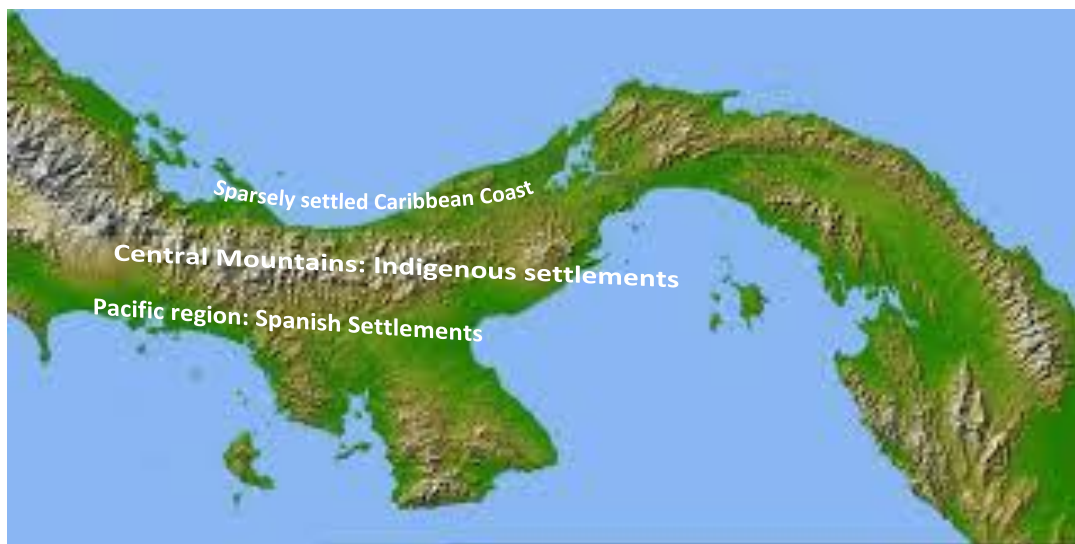 Sparsely settled Caribbean Coast
Central Mountains: Indigenous settlements
Pacific region: Spanish Settlements